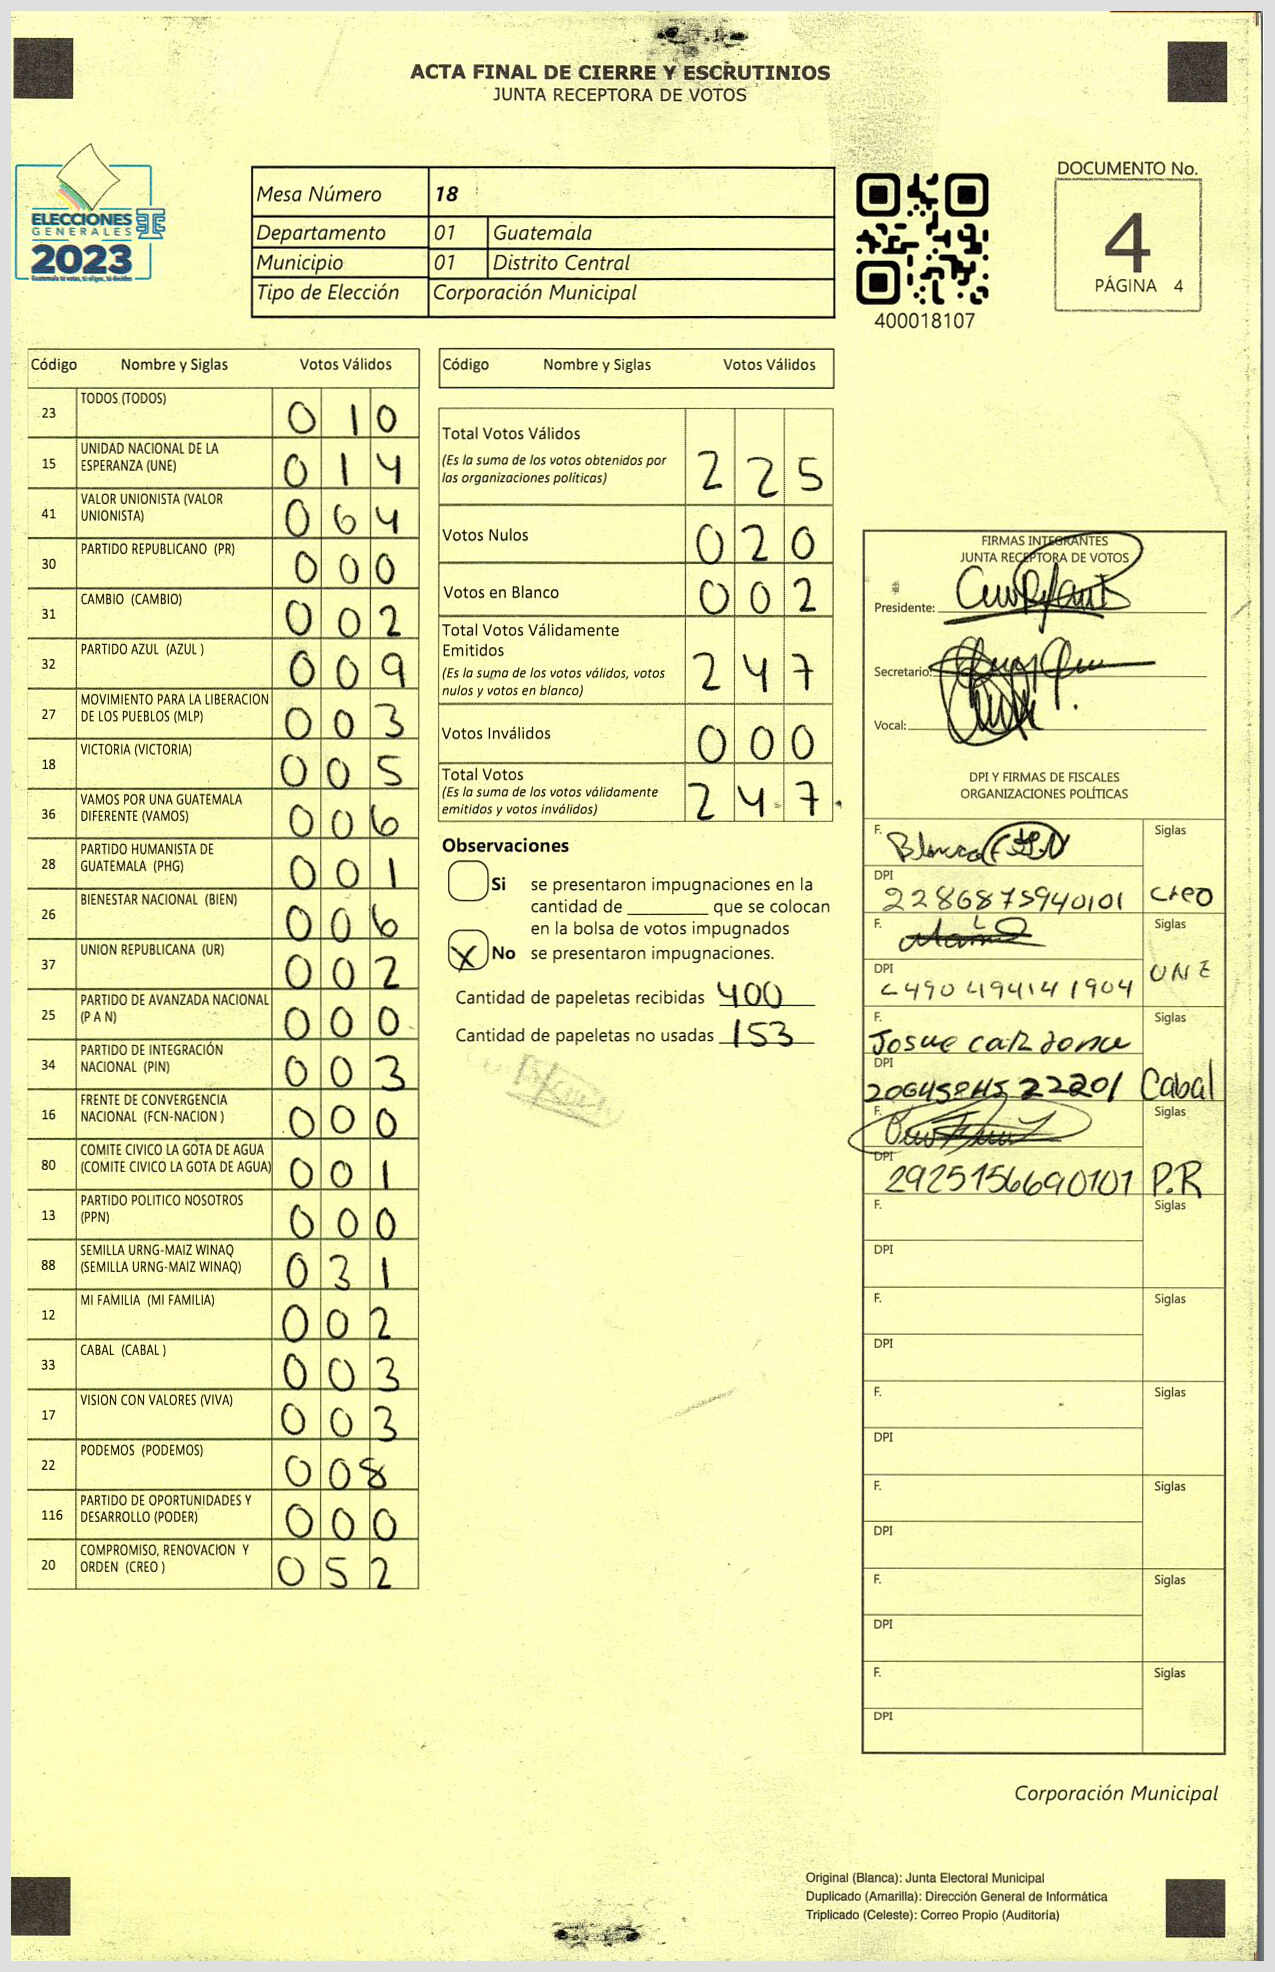 ACTA FINAL DE CIERRE Y ESCRUTINIOS
JUNTA RECEPTORA DE VOTOS
ELECCIONES
GENERALES
2023
Guatemala tú votas, tú eliges, tú decides
Mesa Número 18
Departamento 01 Guatemala
Municipio 01 Distrito Central
Tipo de Elección Corporación Municipal
400018107
DOCUMENTO No.
4
PÁGINA 4
Código Nombre y Siglas Votos Válidos
23 TODOS (TODOS) 0 1 0
15 UNIDAD NACIONAL DE LA
ESPERANZA (UNE) 0 1 4
41 VALOR UNIONISTA (VALOR
UNIONISTA) 0 6 4
30 PARTIDO REPUBLICANO (PR) 0 0 0
31 CAMBIO (CAMBIO) 0 0 2
32 PARTIDO AZUL (AZUL ) 0 0 9
27 MOVIMIENTO PARA LA LIBERACION
DE LOS PUEBLOS (MLP) 0 0 3
18 VICTORIA (VICTORIA) 0 0 5
36 VAMOS POR UNA GUATEMALA
DIFERENTE (VAMOS) 0 0 6
28 PARTIDO HUMANISTA DE
GUATEMALA (PHG) 0 0 1
26 BIENESTAR NACIONAL (BIEN) 0 0 6
37 UNION REPUBLICANA (UR) 0 0 2
25 PARTIDO DE AVANZADA NACIONAL
(P A N) 0 0 0
34 PARTIDO DE INTEGRACIÓN
NACIONAL (PIN) 0 0 3
16 FRENTE DE CONVERGENCIA
NACIONAL (FCN-NACION ) 0 0 0
80 COMITE CIVICO LA GOTA DE AGUA
(COMITE CIVICO LA GOTA DE AGUA) 0 0 1
13 PARTIDO POLITICO NOSOTROS
(PPN) 0 0 0
88 SEMILLA URNG-MAIZ WINAQ
(SEMILLA URNG-MAIZ WINAQ) 0 3 1
12 MI FAMILIA (MI FAMILIA) 0 0 2
33 CABAL (CABAL ) 0 0 3
17 VISION CON VALORES (VIVA) 0 0 3
22 PODEMOS (PODEMOS) 0 0 8
116 PARTIDO DE OPORTUNIDADES Y
DESARROLLO (PODER) 0 0 0
20 COMPROMISO, RENOVACION Y
ORDEN (CREO ) 0 5 2
Código Nombre y Siglas Votos Válidos
Total Votos Válidos
(Es la suma de los votos obtenidos por
las organizaciones políticas) 2 2 5
Votos Nulos 0 2 0
Votos en Blanco 0 0 2
Total Votos Válidamente
Emitidos
(Es la suma de los votos válidos, votos
nulos y votos en blanco) 2 4 7
Votos Inválidos 0 0 0
Total Votos
(Es la suma de los votos válidamente
emitidos y votos inválidos) 2 4 7
Observaciones
Si se presentaron impugnaciones en la
cantidad de ________ que se colocan
en la bolsa de votos impugnados
X No se presentaron impugnaciones.
Cantidad de papeletas recibidas 400
Cantidad de papeletas no usadas 153
FIRMAS INTEGRANTES
JUNTA RECEPTORA DE VOTOS
Presidente:
Secretario:
Vocal:
DPI Y FIRMAS DE FISCALES
ORGANIZACIONES POLÍTICAS
F. Blanca Siglas
DPI
2286875940101 creo
F. Siglas
DPI
UNE
F. Siglas
Josue
DPI
Cabal
F. Siglas
DPI
2925156690101 P.R
F. Siglas
DPI
F. Siglas
DPI
F. Siglas
DPI
F. Siglas
DPI
F. Siglas
DPI
F. Siglas
DPI
Corporación Municipal
Original (Blanca): Junta Electoral Municipal
Duplicado (Amarilla): Dirección General de Informática
Triplicado (Celeste): Correo Propio (Auditoría)